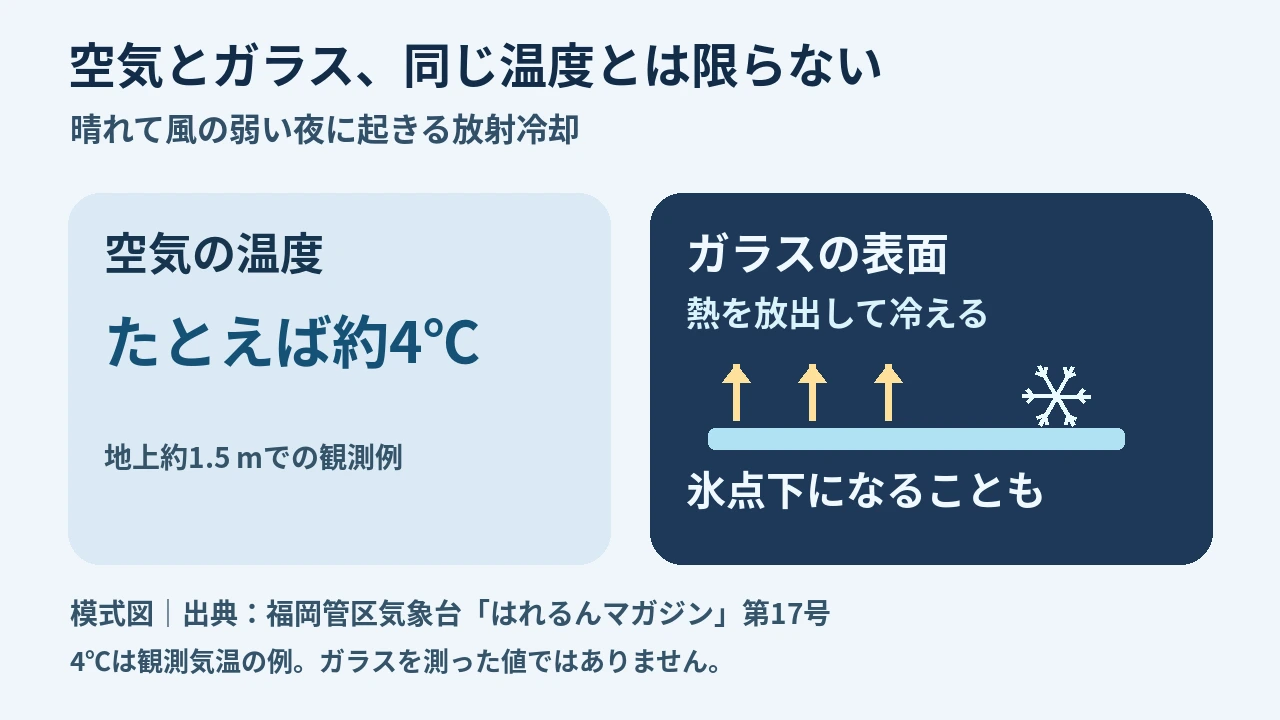 空気とガラス、同じ温度とは限らない
晴れて風の弱い夜に起きる放射冷却
空気の温度
たとえば約4℃
地上約1.5 mでの観測例
ガラスの表面
熱を放出して冷える
氷点下になることも
模式図｜出典：福岡管区気象台「はれるんマガジン」第17号
4℃は観測気温の例。ガラスを測った値ではありません。